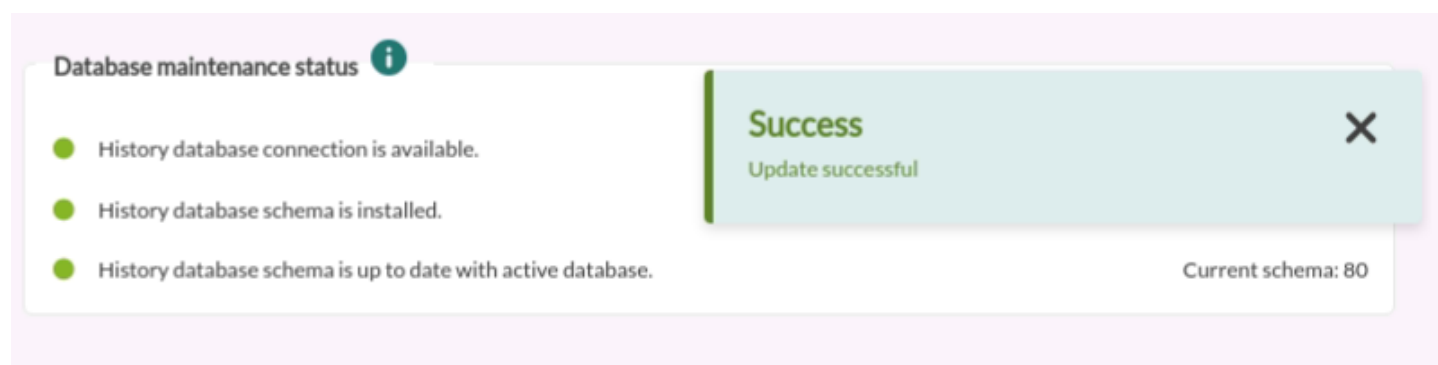 Database maintenance status
Success
Update successful
History database connection is available.
History database schema is installed.
History database schema is up to date with active database.
Current schema: 80